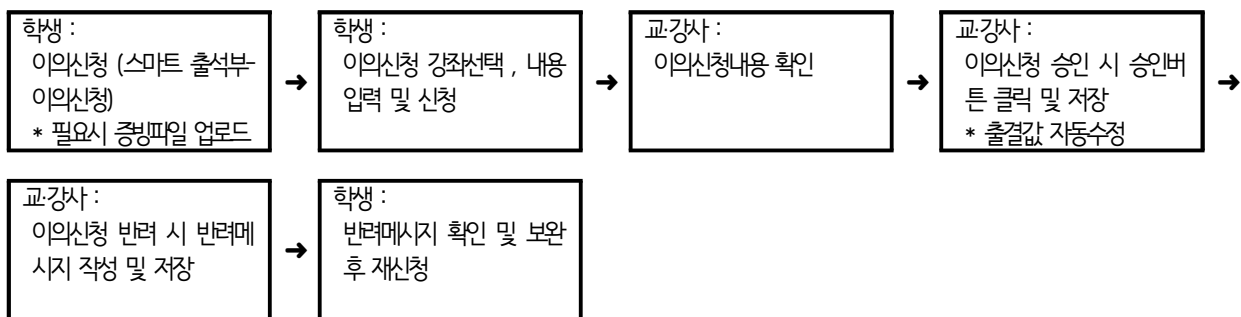 학생 :
이의신청 (스마트 출석부-
이의신청)
* 필요시 증빙파일 업로드
➜
학생 :
이의신청 강좌선택 , 내용
입력 및 신청
➜
교·강사 :
이의신청내용 확인
➜
교·강사 :
이의신청 승인 시 승인버
튼 클릭 및 저장
* 출결값 자동수정
➜
교·강사 :
이의신청 반려 시 반려메
시지 작성 및 저장
➜
학생 :
반려메시지 확인 및 보완
후 재신청